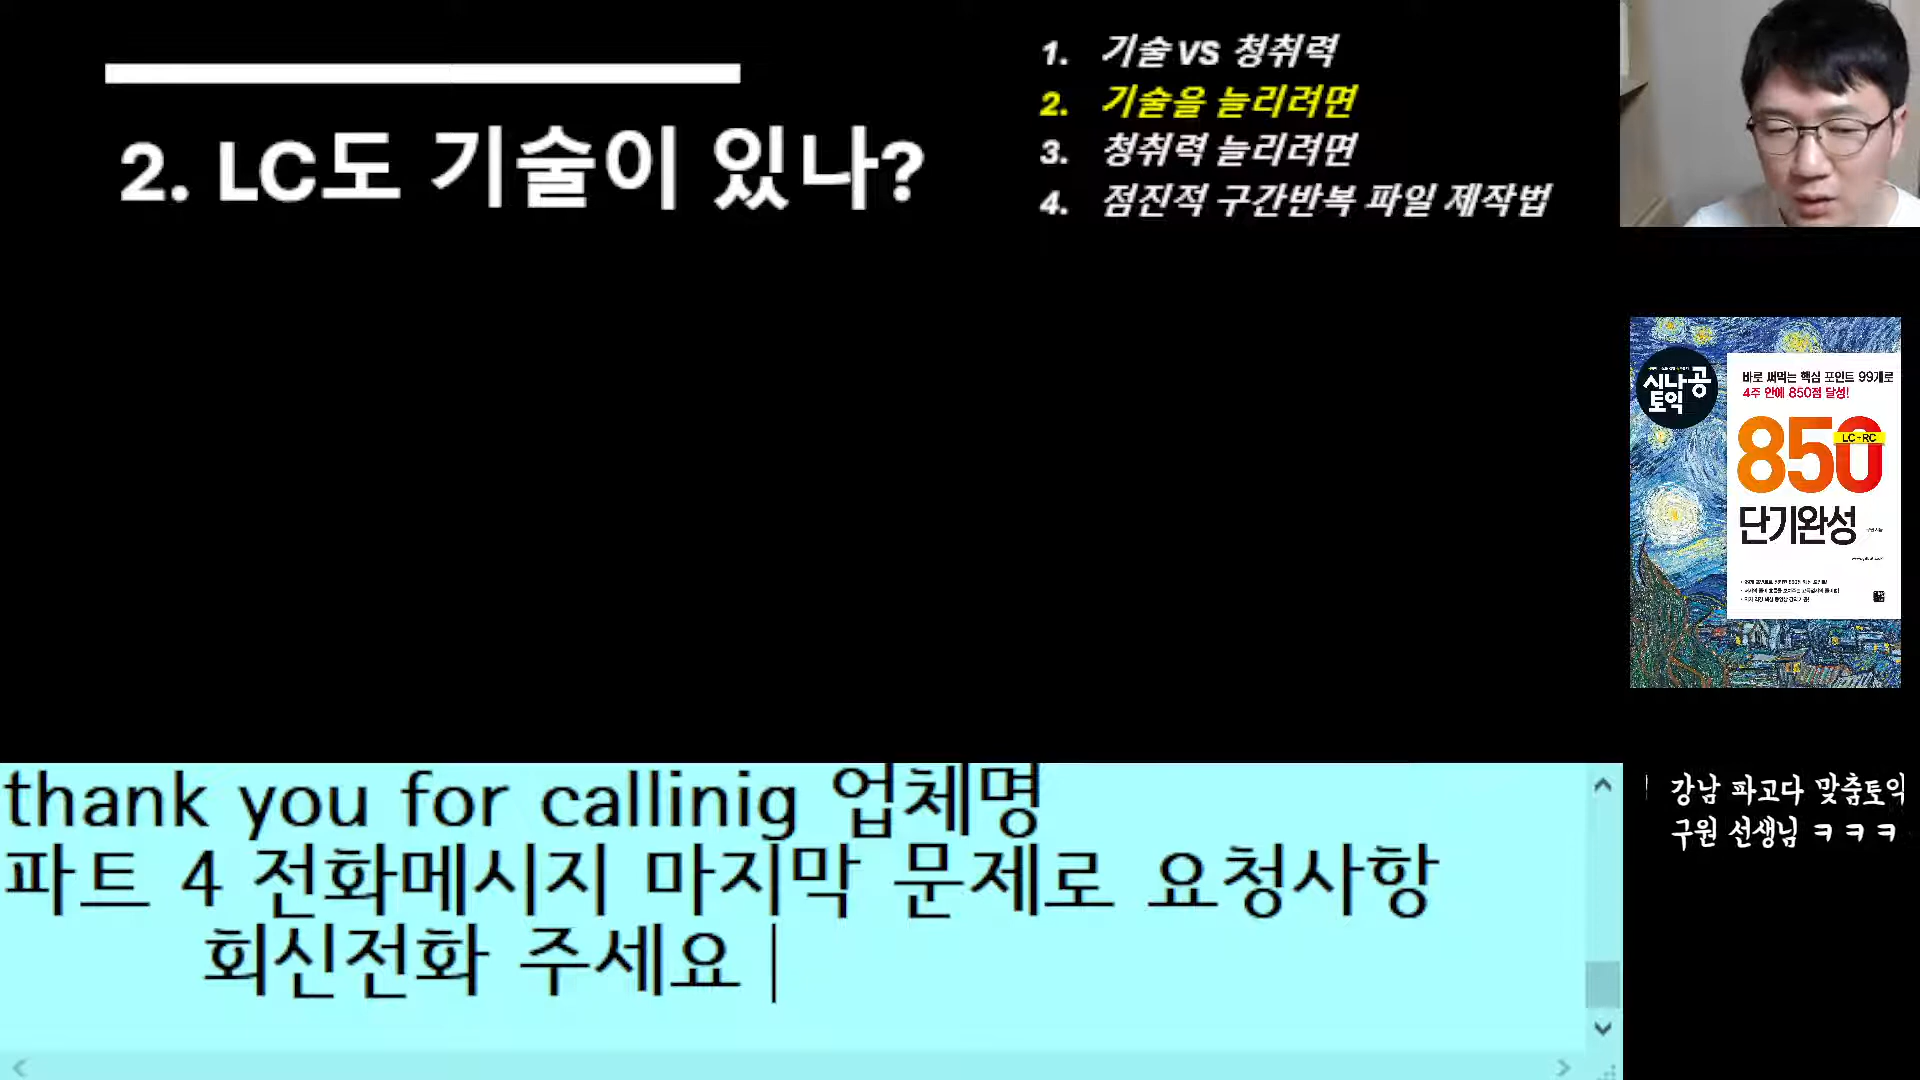 2. LC도 기술이 있나?
1. 기술 VS 청취력
2. 기술을 늘리려면
3. 청취력 늘리려면
4. 점진적 구간반복 파일 제작법
시나공
토익
바로 써먹는 핵심 포인트 99개로
4주 안에 850점 달성!
850
LC+RC
단기완성
강남 파고다 맞춤토익
구원 선생님 ㅋㅋㅋ
thank you for callinig 업체명
파트 4 전화메시지 마지막 문제로 요청사항
회신전화 주세요